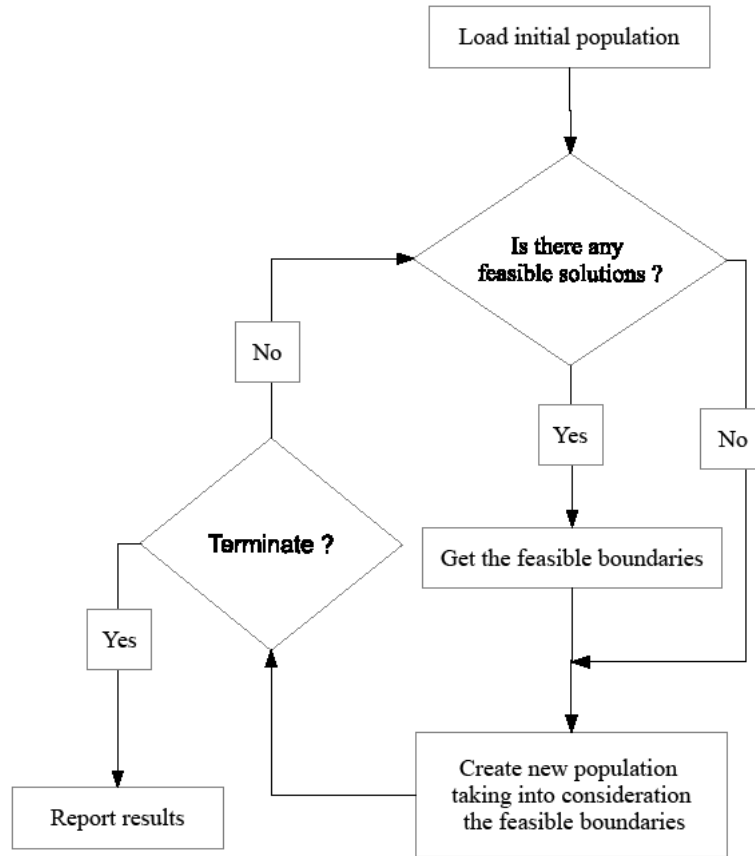 Load initial population
Is there any
feasible solutions ?
No
Yes
No
Terminate ?
Get the feasible boundaries
Yes
Create new population
taking into consideration
the feasible boundaries
Report results